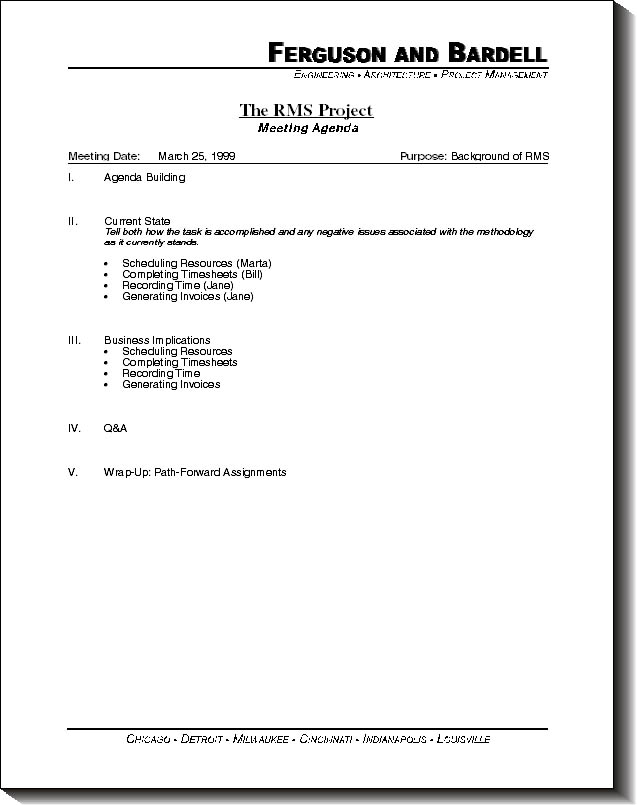 FERGUSON AND BARDELL
ENGINEERING • ARCHITECTURE • PROJECT MANAGEMENT
The RMS Project
Meeting Agenda
Meeting Date: March 25, 1999 Purpose: Background of RMS
I. Agenda Building
II. Current State
Tell both how the task is accomplished and any negative issues associated with the methodology
as it currently stands.
• Scheduling Resources (Marta)
• Completing Timesheets (Bill)
• Recording Time (Jane)
• Generating Invoices (Jane)
III. Business Implications
• Scheduling Resources
• Completing Timesheets
• Recording Time
• Generating Invoices
IV. Q&A
V. Wrap-Up: Path-Forward Assignments
CHICAGO • DETROIT • MILWAUKEE • CINCINNATI • INDIANAPOLIS • LOUISVILLE